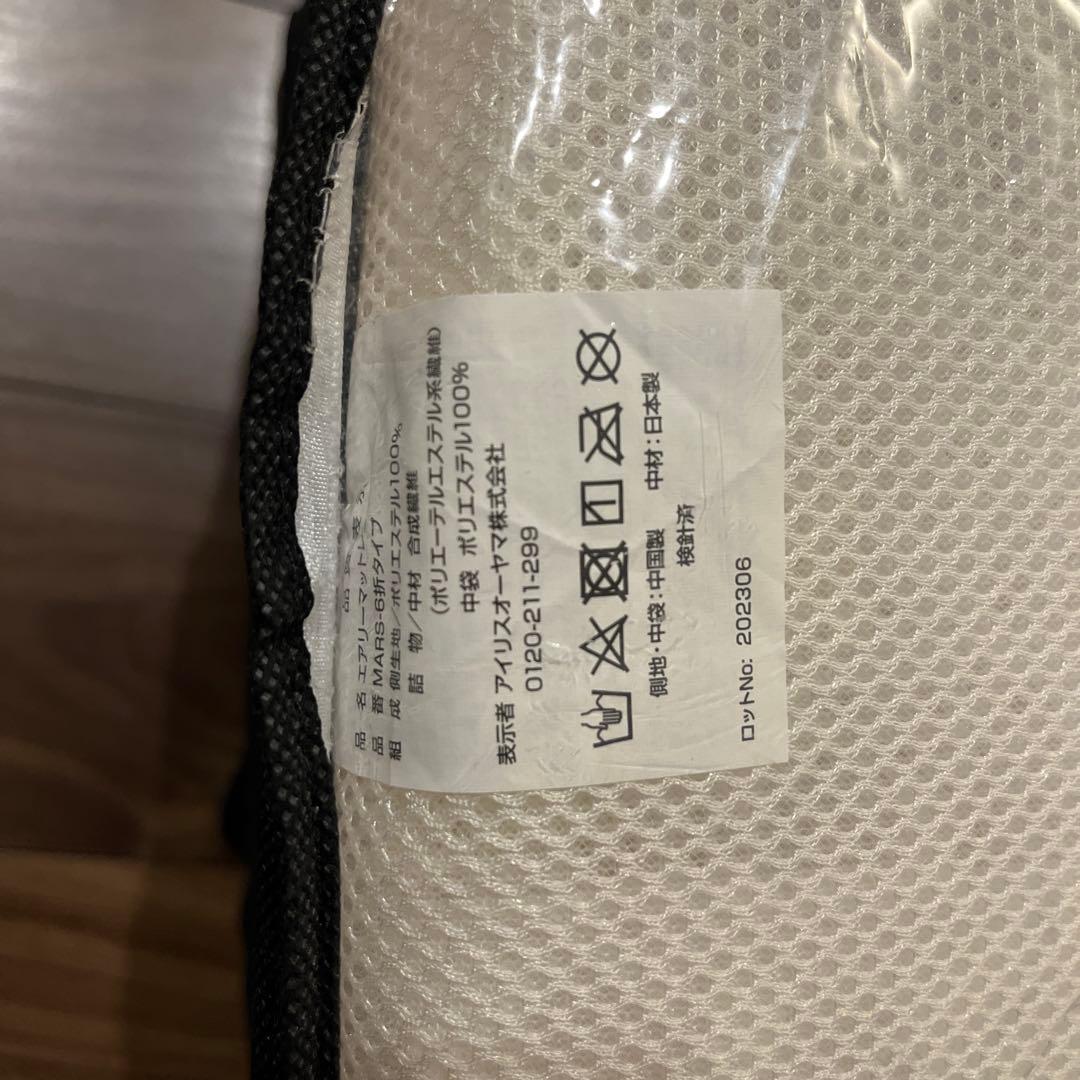 品質表示
品 名 エアリーマットレス
品 番 MARS-6折タイプ
組 成 側生地/ポリエステル100%
詰 物/中材 合成繊維
(ポリエーテルエステル系繊維)
中袋 ポリエステル100%
表示者 アイリスオーヤマ株式会社
0120-211-299
側地・中袋:中国製 中材:日本製
検針済
ロットNo: 202306